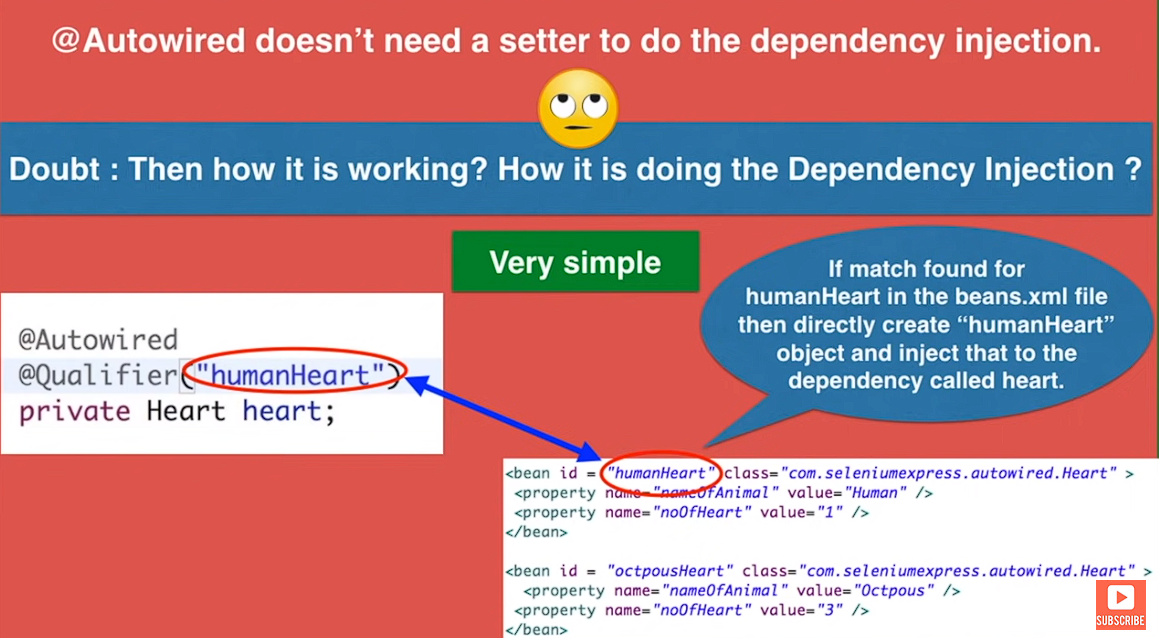 @Autowired doesn’t need a setter to do the dependency injection.
Doubt : Then how it is working? How it is doing the Dependency Injection ?
Very simple
If match found for
humanHeart in the beans.xml file
then directly create “humanHeart”
object and inject that to the
dependency called heart.
@Autowired
@Qualifier("humanHeart")
private Heart heart;
<bean id = "humanHeart" class="com.seleniumexpress.autowired.Heart" >
<property name="nameOfAnimal" value="Human" />
<property name="noOfHeart" value="1" />
</bean>
<bean id = "octpousHeart" class="com.seleniumexpress.autowired.Heart" >
<property name="nameOfAnimal" value="Octpous" />
<property name="noOfHeart" value="3" />
</bean>
SUBSCRIBE